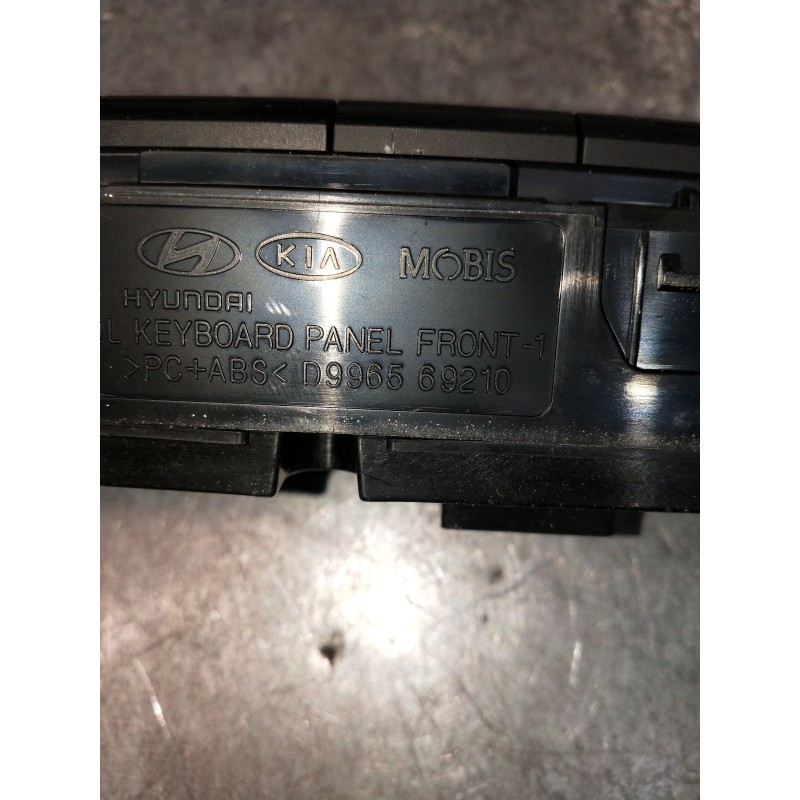 KIA MOBIS
HYUNDAI
KEYBOARD PANEL FRONT-1
>PC+ABS< D9965 69210